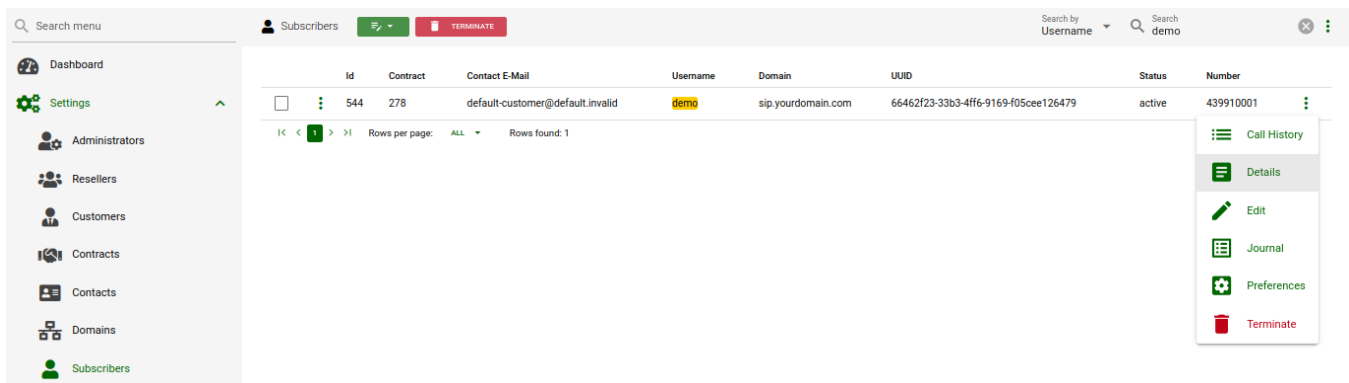 Search menu
Subscribers
TERMINATE
Search by
Username
Search
demo
Dashboard
Settings
Administrators
Resellers
Customers
Contracts
Contacts
Domains
Subscribers
Id Contract Contact E-Mail Username Domain UUID Status Number
544 278 default-customer@default.invalid demo sip.yourdomain.com 66462f23-33b3-4ff6-9169-f05cee126479 active 439910001
1 Rows per page: ALL Rows found: 1
Call History
Details
Edit
Journal
Preferences
Terminate